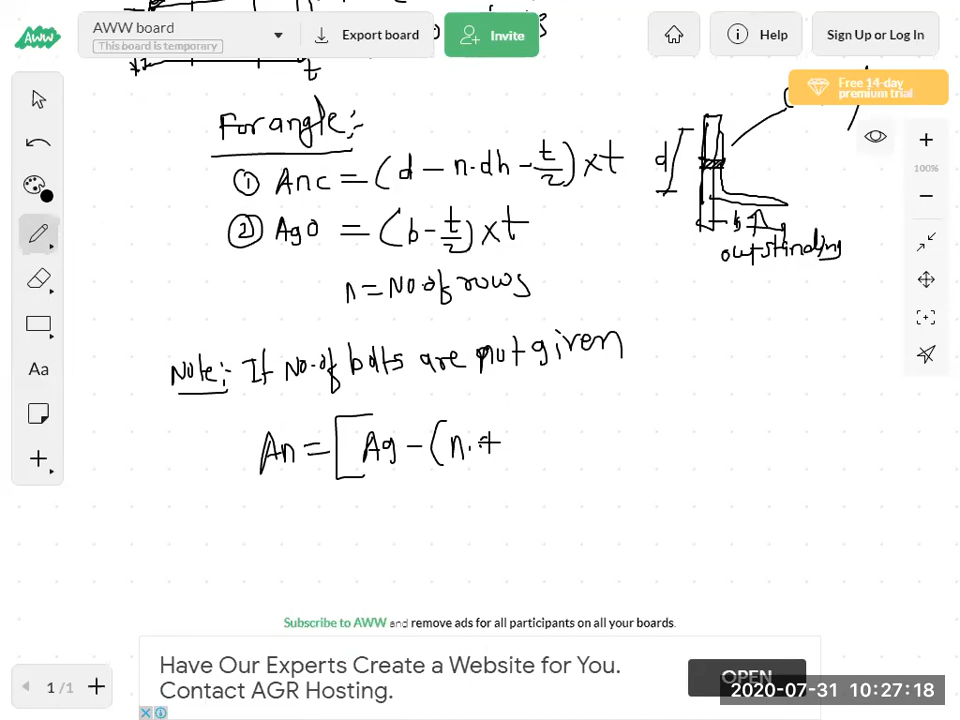 AWW
AWW board
This board is temporary
Export board
Invite
Help
Sign Up or Log In
Free 14-day
premium trial
t
For angle:-
① Anc = (d - n.dh - t/2) x t
② Ago = (b - t/2) x t
n = No. of rows
d
b
outstanding
Note:- If No. of bolts are not given
An = [Ag - (n. +
100%
Aa
Subscribe to AWW and remove ads for all participants on all your boards.
1 /1
Have Our Experts Create a Website for You.
Contact AGR Hosting.
OPEN
2020-07-31 10:27:18